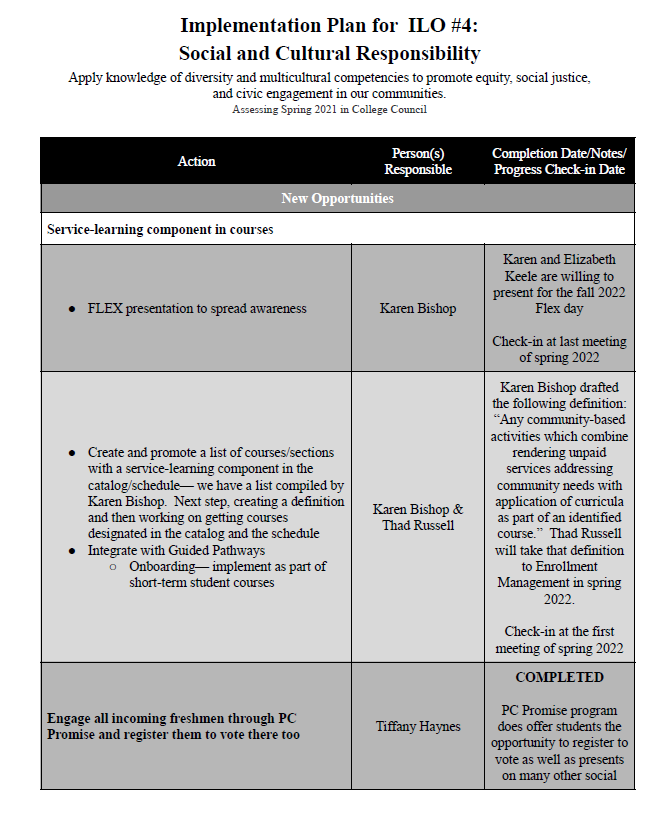 Implementation Plan for ILO #4:
Social and Cultural Responsibility
Apply knowledge of diversity and multicultural competencies to promote equity, social justice,
and civic engagement in our communities.
Assessing Spring 2021 in College Council
Action
Person(s)
Responsible
Completion Date/Notes/
Progress Check-in Date
New Opportunities
Service-learning component in courses
● FLEX presentation to spread awareness
Karen Bishop
Karen and Elizabeth
Keele are willing to
present for the fall 2022
Flex day
Check-in at last meeting
of spring 2022
● Create and promote a list of courses/sections
with a service-learning component in the
catalog/schedule— we have a list compiled by
Karen Bishop. Next step, creating a definition
and then working on getting courses
designated in the catalog and the schedule
● Integrate with Guided Pathways
○ Onboarding— implement as part of
short-term student courses
Karen Bishop &
Thad Russell
Karen Bishop drafted
the following definition:
“Any community-based
activities which combine
rendering unpaid
services addressing
community needs with
application of curricula
as part of an identified
course.” Thad Russell
will take that definition
to Enrollment
Management in spring
2022.
Check-in at the first
meeting of spring 2022
Engage all incoming freshmen through PC
Promise and register them to vote there too
Tiffany Haynes
COMPLETED
PC Promise program
does offer students the
opportunity to register to
vote as well as presents
on many other social